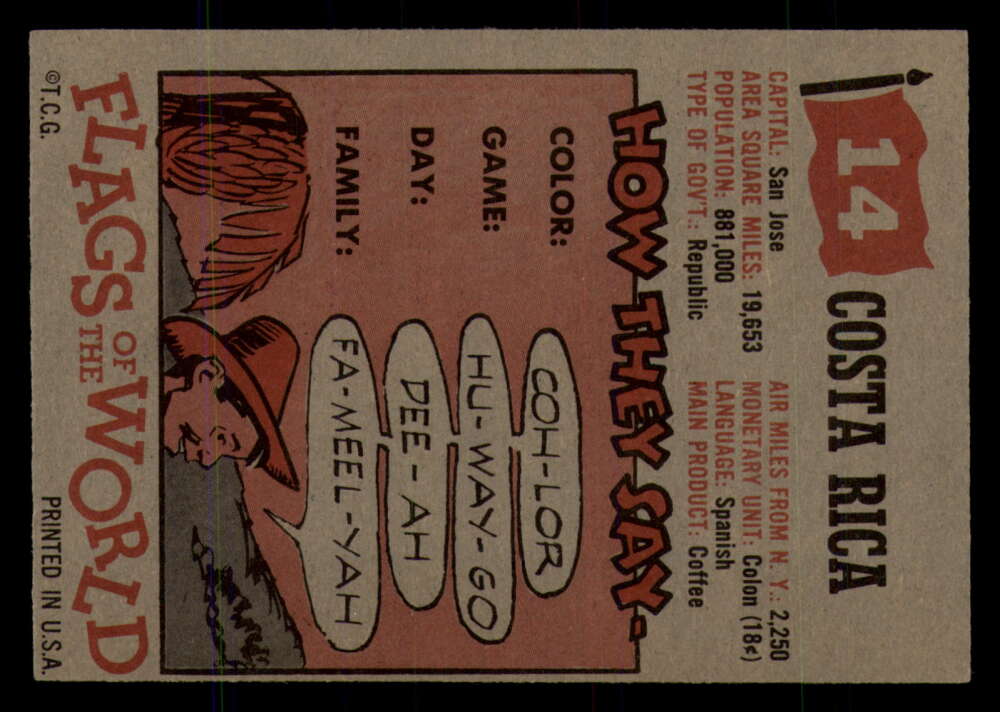 14 COSTA RICA
CAPITAL: San Jose
AREA SQUARE MILES: 19,653
POPULATION: 881,000
TYPE OF GOV'T.: Republic
AIR MILES FROM N. Y.: 2,250
MONETARY UNIT: Colon (18¢)
LANGUAGE: Spanish
MAIN PRODUCT: Coffee
HOW THEY SAY.
COLOR: COH-LOR
GAME: HU-WAY-GO
DAY: DEE-AH
FAMILY: FA-MEEL-YAH
FLAGS OF THE WORLD
©T.C.G. PRINTED IN U.S.A.